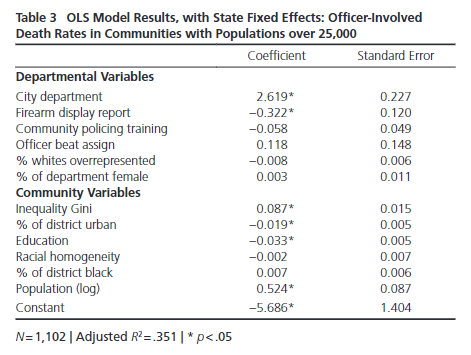 Table 3 OLS Model Results, with State Fixed Effects: Officer-Involved
Death Rates in Communities with Populations over 25,000
Coefficient Standard Error
Departmental Variables
City department 2.619* 0.227
Firearm display report −0.322* 0.120
Community policing training −0.058 0.049
Officer beat assign 0.118 0.148
% whites overrepresented −0.008 0.006
% of department female 0.003 0.011
Community Variables
Inequality Gini 0.087* 0.015
% of district urban −0.019* 0.005
Education −0.033* 0.005
Racial homogeneity −0.002 0.007
% of district black 0.007 0.006
Population (log) 0.524* 0.087
Constant −5.686* 1.404
N=1,102 | Adjusted R²=.351 | * p<.05